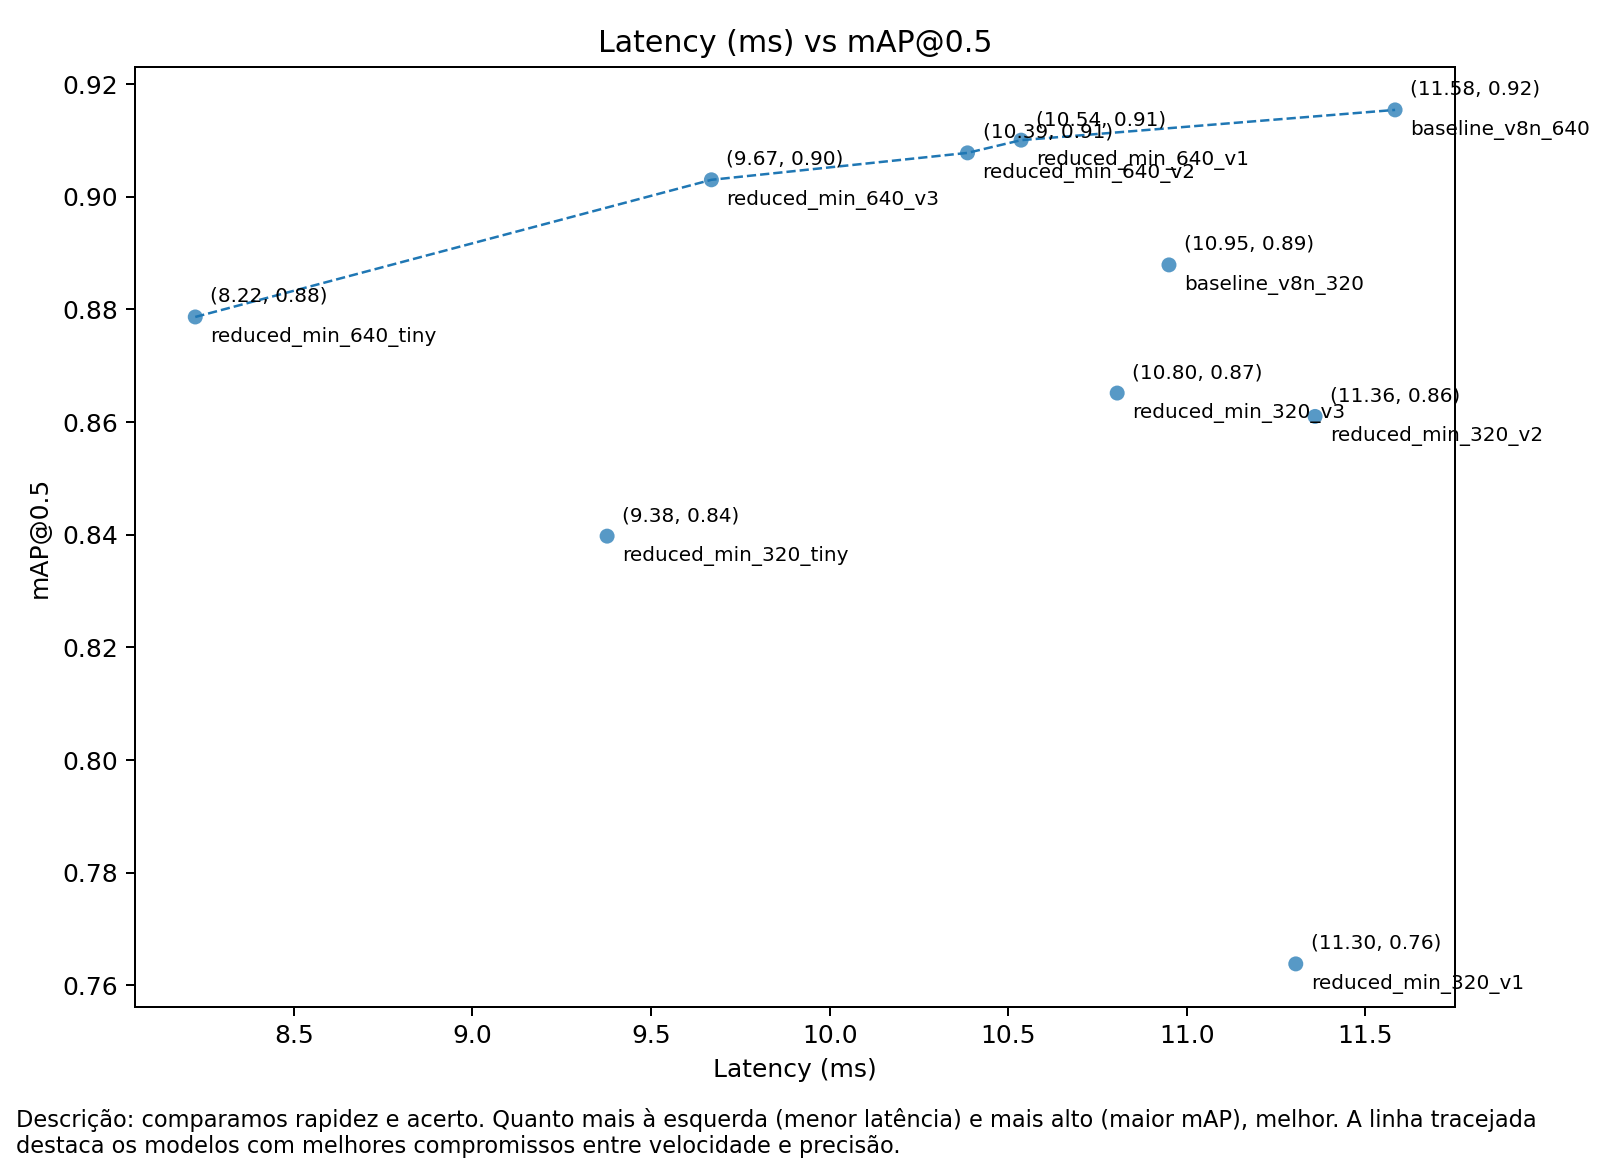 Latency (ms) vs mAP@0.5
0.92
0.90
0.88
0.86
0.84
0.82
0.80
0.78
0.76
mAP@0.5
(11.58, 0.92)
baseline_v8n_640
(10.54, 0.91)
(10.39, 0.91)
reduced_min_640_v1
reduced_min_640_v2
(9.67, 0.90)
reduced_min_640_v3
(10.95, 0.89)
baseline_v8n_320
(8.22, 0.88)
reduced_min_640_tiny
(10.80, 0.87)
reduced_min_320_v3
(11.36, 0.86)
reduced_min_320_v2
(9.38, 0.84)
reduced_min_320_tiny
(11.30, 0.76)
reduced_min_320_v1
8.5 9.0 9.5 10.0 10.5 11.0 11.5
Latency (ms)
Descrição: comparamos rapidez e acerto. Quanto mais à esquerda (menor latência) e mais alto (maior mAP), melhor. A linha tracejada
destaca os modelos com melhores compromissos entre velocidade e precisão.